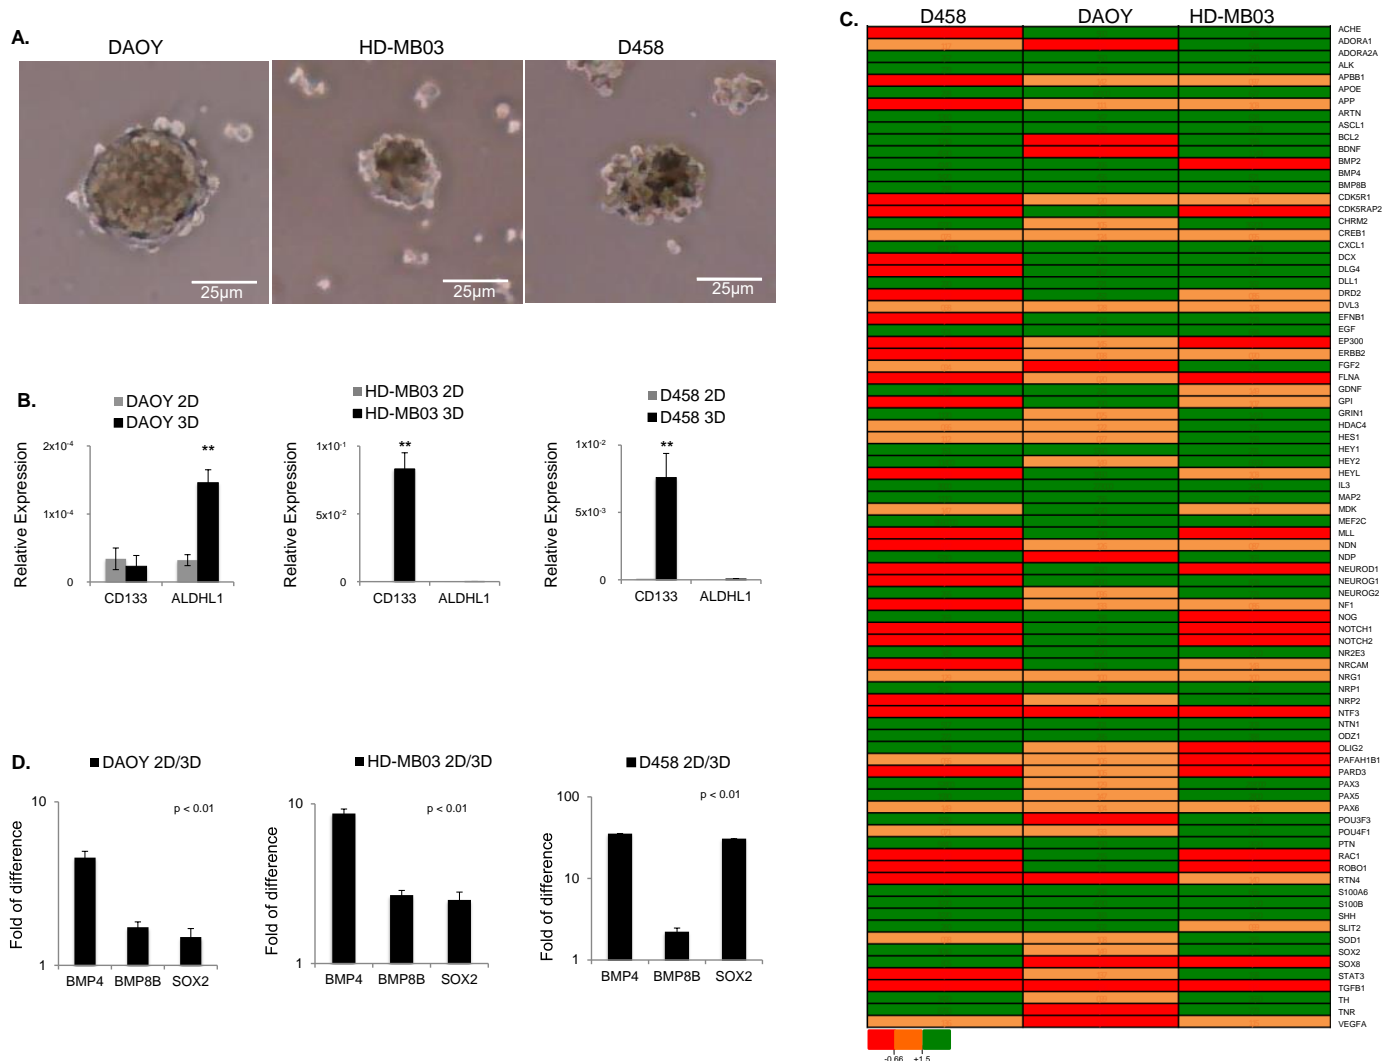 A.
DAOY
HD-MB03
D458
25µm
25µm
25µm
B.
DAOY 2D
DAOY 3D
Relative Expression
2x10-4
1x10-4
0
**
CD133
ALDHL1
HD-MB03 2D
HD-MB03 3D
Relative Expression
1x10-1
5x10-2
0
**
CD133
ALDHL1
D458 2D
D458 3D
Relative Expression
1x10-2
5x10-3
0
**
CD133
ALDHL1
C.
D458
DAOY
HD-MB03
ACHE
ADORA1
ADORA2A
ALK
APBB1
APOE
APP
ARTN
ASCL1
BCL2
BDNF
BMP2
BMP4
BMP8B
CDK5R1
CDK5RAP2
CHRM2
CREB1
CXCL1
DCX
DLG4
DLL1
DRD2
DVL3
EFNB1
EGF
EP300
ERBB2
FGF2
FLNA
GDNF
GPI
GRIN1
HDAC4
HES1
HEY1
HEY2
HEYL
IL3
MAP2
MDK
MEF2C
MLL
NDN
NDP
NEUROD1
NEUROG1
NEUROG2
NF1
NOG
NOTCH1
NOTCH2
NR2E3
NRCAM
NRG1
NRP1
NRP2
NTF3
NTN1
ODZ1
OLIG2
PAFAH1B1
PARD3
PAX3
PAX5
PAX6
POU3F3
POU4F1
PTN
RAC1
ROBO1
RTN4
S100A6
S100B
SHH
SLIT2
SOD1
SOX2
SOX8
STAT3
TGFB1
TH
TNR
VEGFA
-0.66
+1.5
D.
DAOY 2D/3D
p < 0.01
Fold of difference
10
1
BMP4
BMP8B
SOX2
HD-MB03 2D/3D
p < 0.01
Fold of difference
10
1
BMP4
BMP8B
SOX2
D458 2D/3D
p < 0.01
Fold of difference
100
10
1
BMP4
BMP8B
SOX2